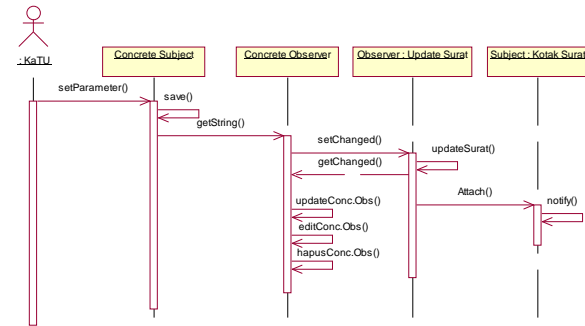 : KaTU
Concrete Subject
Concrete Observer
Observer : Update Surat
Subject : Kotak Surat
setParameter()
save()
getString()
setChanged()
updateSurat()
getChanged()
Attach()
notify()
updateConc.Obs()
editConc.Obs()
hapusConc.Obs()